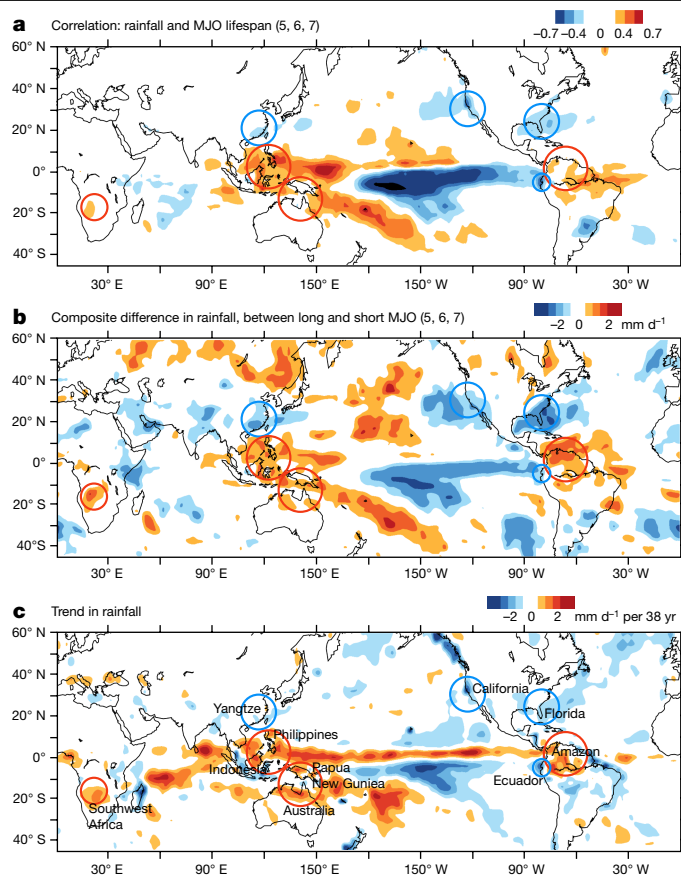 a Correlation: rainfall and MJO lifespan (5, 6, 7)
−0.7 −0.4 0 0.4 0.7
60° N
40° N
20° N
0°
20° S
40° S
30° E 90° E 150° E 150° W 90° W 30° W
b Composite difference in rainfall, between long and short MJO (5, 6, 7)
−2 0 2 mm d−1
60° N
40° N
20° N
0°
20° S
40°S
30° E 90° E 150° E 150° W 90° W 30° W
c Trend in rainfall
−2 0 2 mm d−1 per 38 yr
60° N
40° N
20° N
0°
20° S
40° S
California
Yangtze
Florida
Philippines
Amazon
Indonesia
Papua
New Guniea
Ecuador
Southwest
Africa
Australia
30° E 90° E 150° E 150° W 90° W 30° W